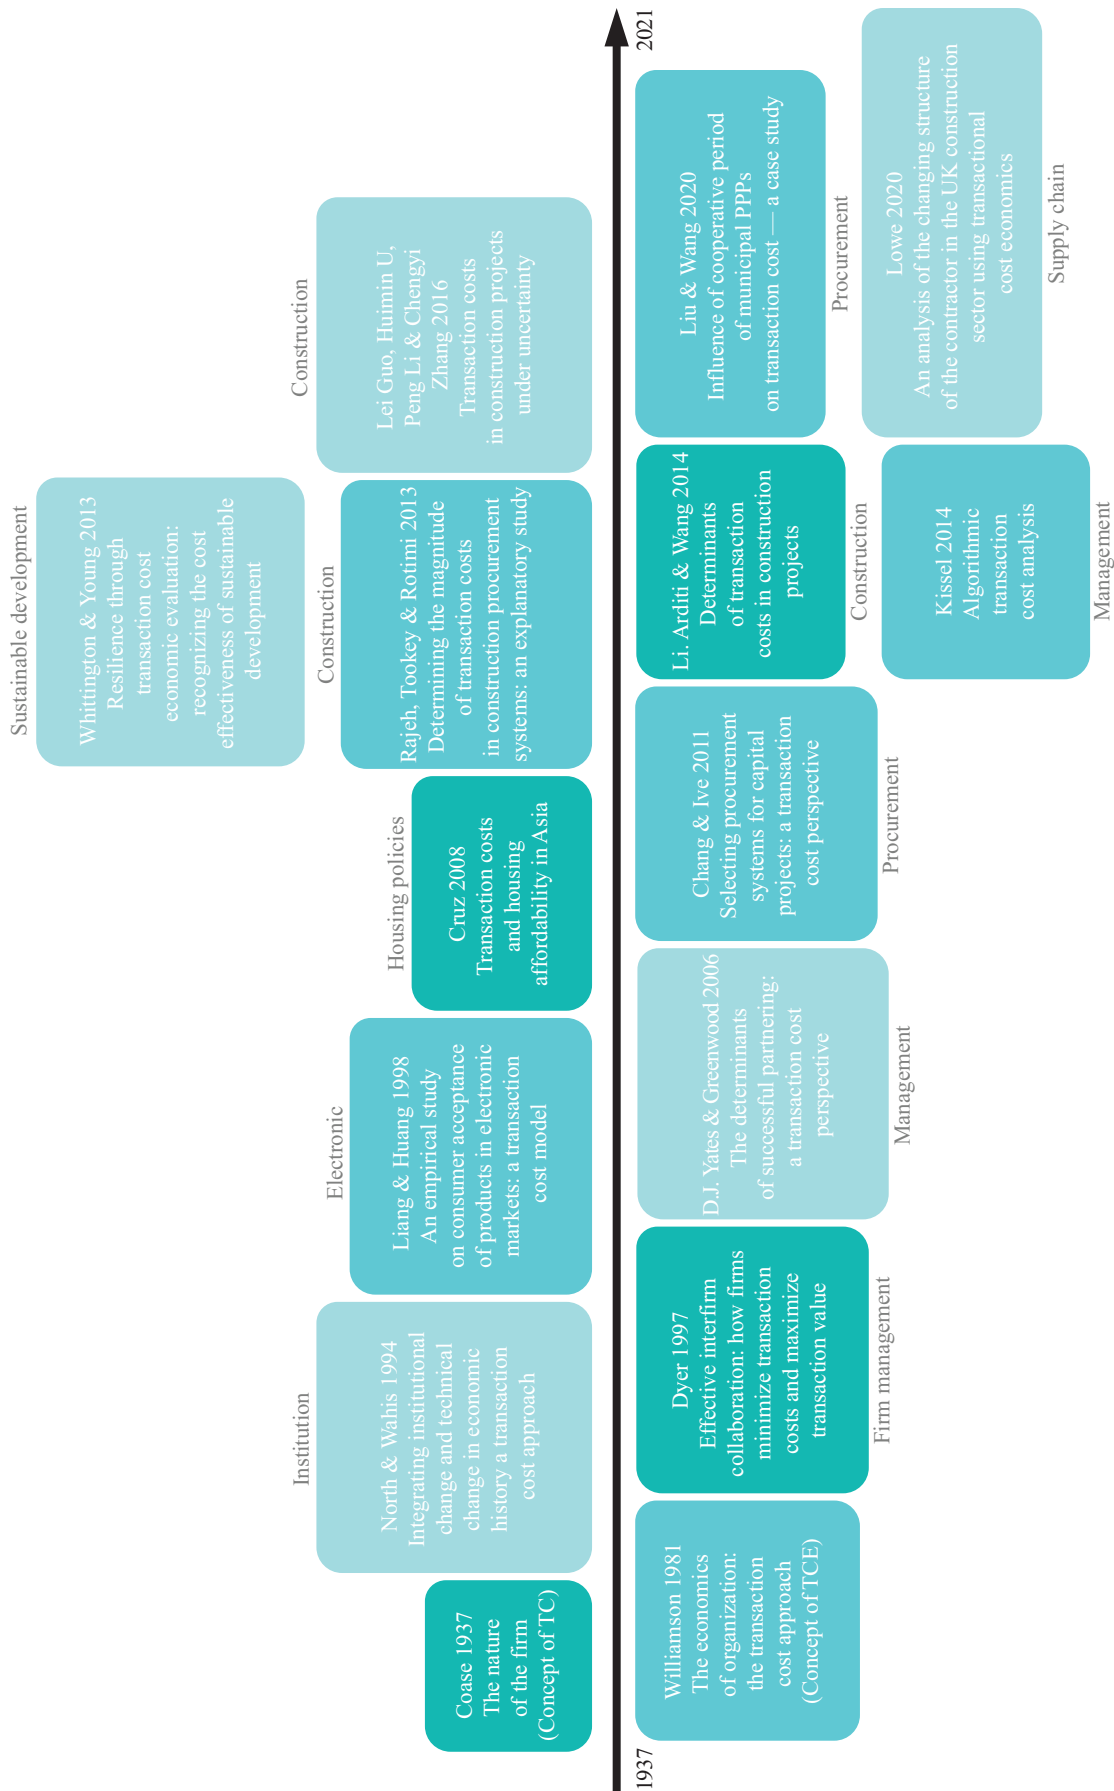 Sustainable development
Whittington & Young 2013
Resilience through
transaction cost
economic evaluation:
recognizing the cost
effectiveness of sustainable
development
Institution
North & Wahis 1994
Integrating institutional
change and technical
change in economic
history a transaction
cost approach
Construction
Lei Guo, Huimin U,
Peng Li & Chengyi
Zhang 2016
Transaction costs
in construction projects
under uncertainty
Electronic
Liang & Huang 1998
An empirical study
on consumer acceptance
of products in electronic
markets: a transaction
cost model
Housing policies
Cruz 2008
Transaction costs
and housing
affordability in Asia
Construction
Rajeh, Tookey & Rotimi 2013
Determining the magnitude
of transaction costs
in construction procurement
systems: an explanatory study
Coase 1937
The nature
of the firm
(Concept of TC)
1937
2021
Williamson 1981
The economics
of organization:
the transaction
cost approach
(Concept of TCE)
Dyer 1997
Effective interfirm
collaboration: how firms
minimize transaction
costs and maximize
transaction value
Firm management
D.J. Yates & Greenwood 2006
The determinants
of successful partnering:
a transaction cost
perspective
Management
Chang & Ive 2011
Selecting procurement
systems for capital
projects: a transaction
cost perspective
Procurement
Li. Arditi & Wang 2014
Determinants
of transaction
costs in construction
projects
Construction
Liu & Wang 2020
Influence of cooperative period
of municipal PPPs
on transaction cost — a case study
Procurement
Kissel 2014
Algorithmic
transaction
cost analysis
Management
Lowe 2020
An analysis of the changing structure
of the contractor in the UK construction
sector using transactional
cost economics
Supply chain